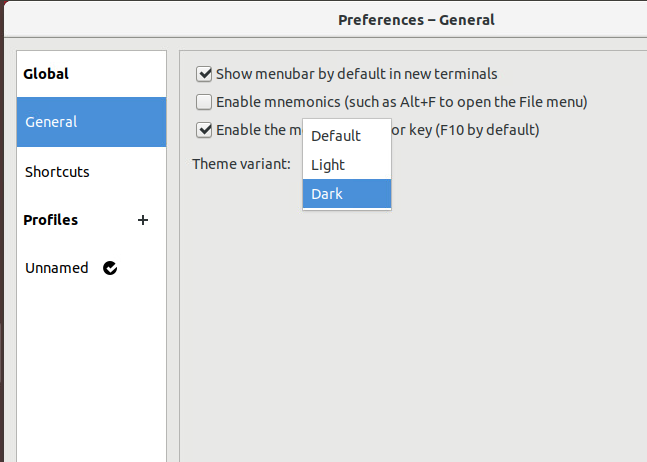 Preferences – General
Global
General
Shortcuts
Profiles +
Unnamed
Show menubar by default in new terminals
Enable mnemonics (such as Alt+F to open the File menu)
Enable the m or key (F10 by default)
Theme variant:
Default
Light
Dark